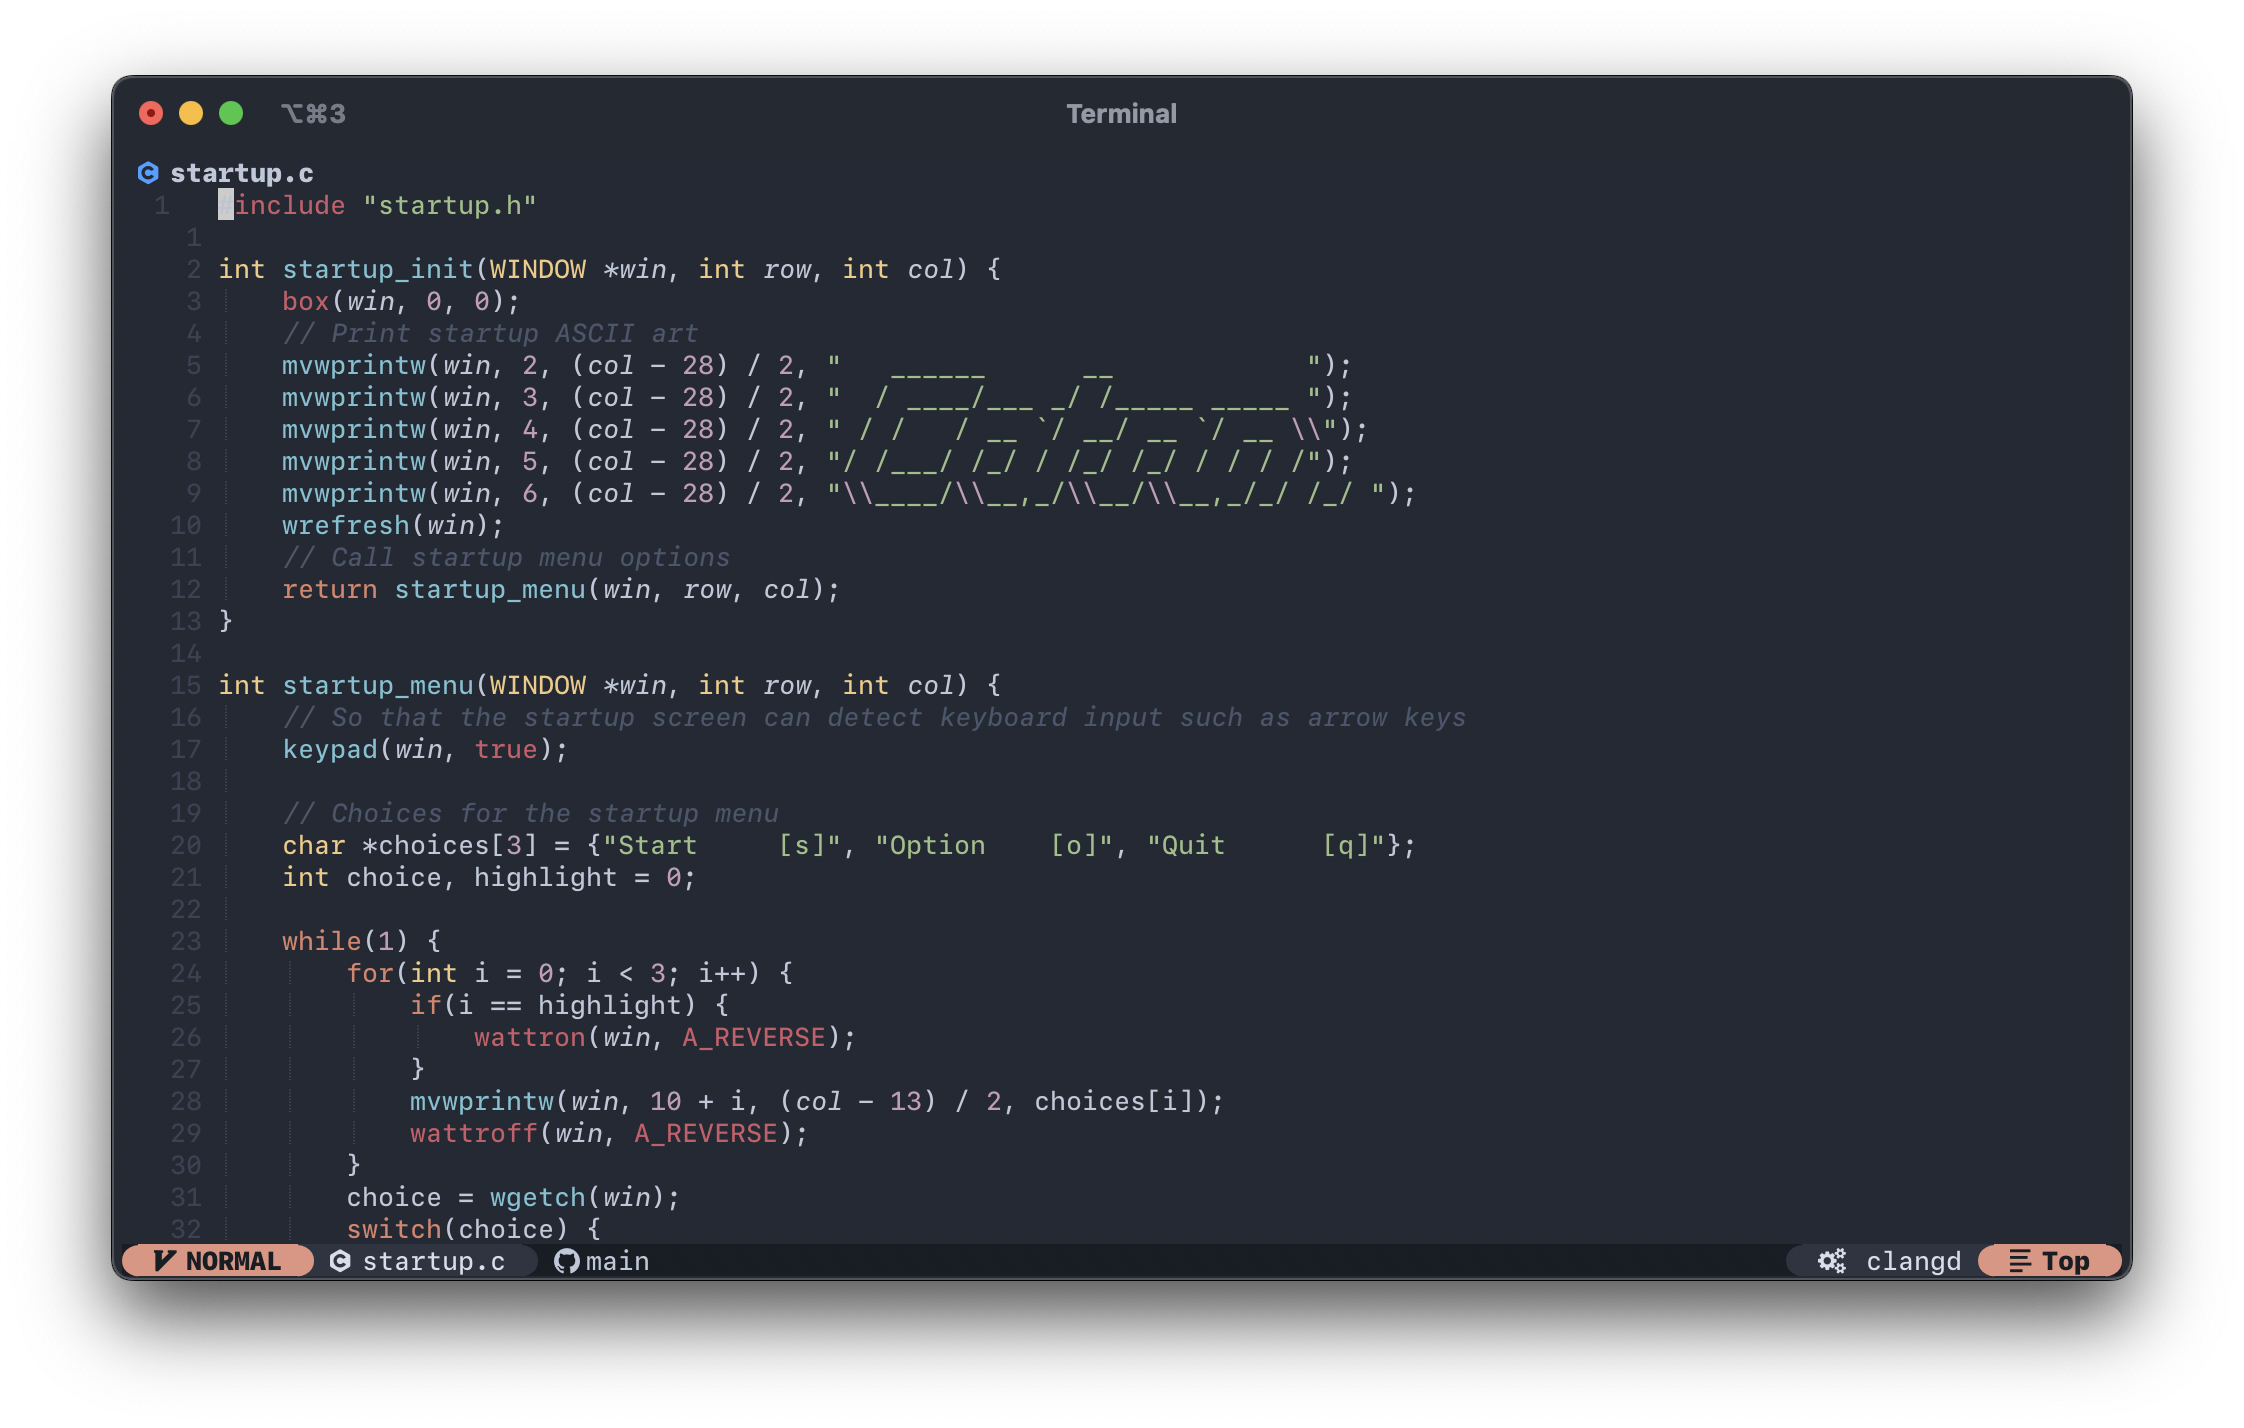 ⌥⌘3 Terminal
startup.c
1   #include "startup.h"
  1
  2 int startup_init(WINDOW *win, int row, int col) {
  3     box(win, 0, 0);
  4     // Print startup ASCII art
  5     mvwprintw(win, 2, (col - 28) / 2, "   ______      __            ");
  6     mvwprintw(win, 3, (col - 28) / 2, "  / ____/___ _/ /_____ _____ ");
  7     mvwprintw(win, 4, (col - 28) / 2, " / /   / __ `/ __/ __ `/ __ \\");
  8     mvwprintw(win, 5, (col - 28) / 2, "/ /___/ /_/ / /_/ /_/ / / / /");
  9     mvwprintw(win, 6, (col - 28) / 2, "\\____/\\__,_/\\__/\\__,_/_/ /_/ ");
 10     wrefresh(win);
 11     // Call startup menu options
 12     return startup_menu(win, row, col);
 13 }
 14
 15 int startup_menu(WINDOW *win, int row, int col) {
 16     // So that the startup screen can detect keyboard input such as arrow keys
 17     keypad(win, true);
 18
 19     // Choices for the startup menu
 20     char *choices[3] = {"Start     [s]", "Option    [o]", "Quit      [q]"};
 21     int choice, highlight = 0;
 22
 23     while(1) {
 24         for(int i = 0; i < 3; i++) {
 25             if(i == highlight) {
 26                 wattron(win, A_REVERSE);
 27             }
 28             mvwprintw(win, 10 + i, (col - 13) / 2, choices[i]);
 29             wattroff(win, A_REVERSE);
 30         }
 31         choice = wgetch(win);
 32         switch(choice) {
NORMAL startup.c main clangd Top